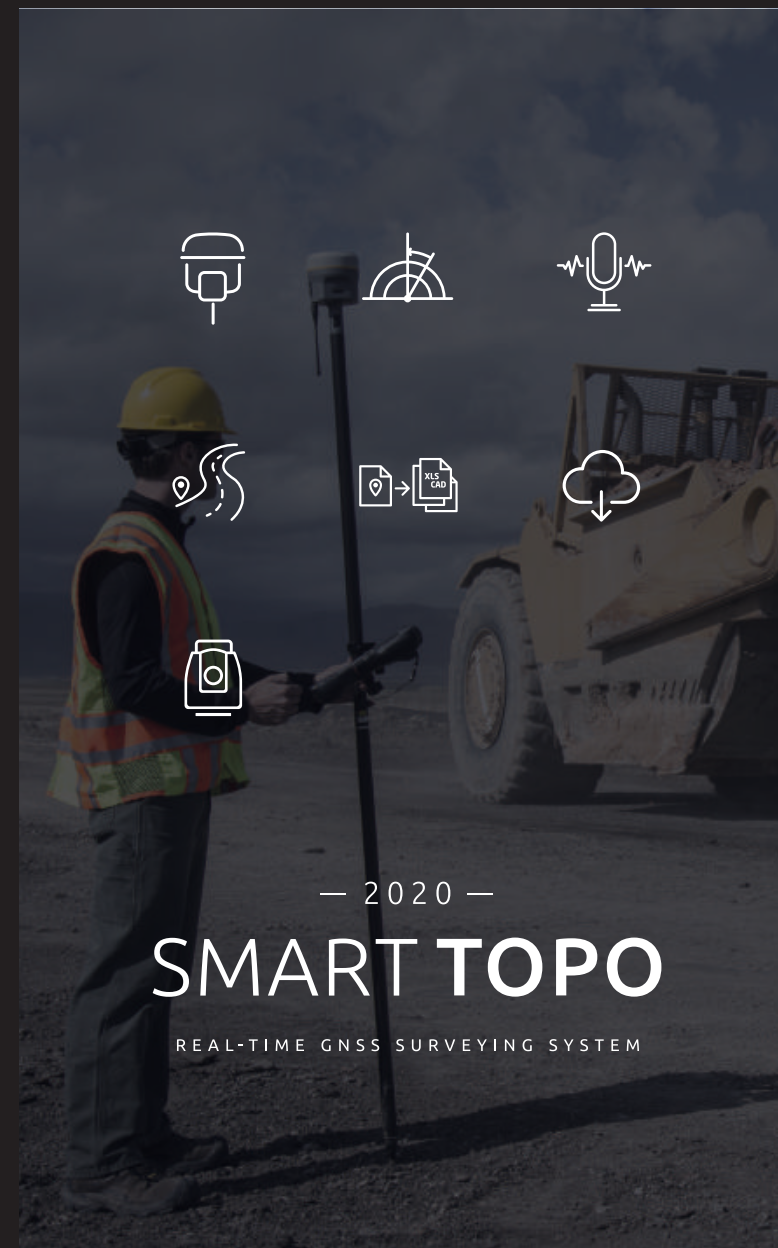 XLS
CAD
— 2020 —
SMART TOPO
REAL-TIME GNSS SURVEYING SYSTEM